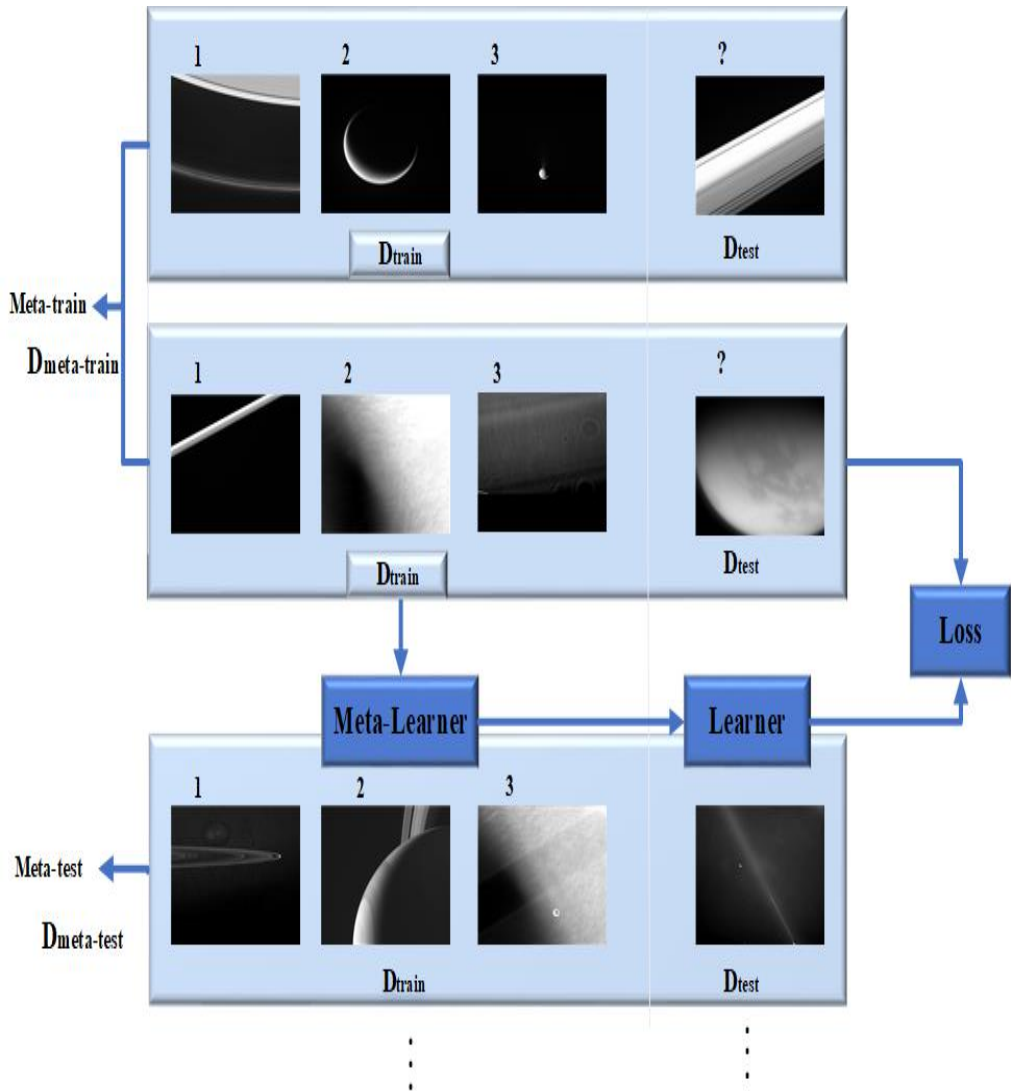 1 2 3 ?
Dtrain Dtest
Meta-train
Dmeta-train
1 2 3 ?
Dtrain Dtest
Loss
Meta-Learner Learner
1 2 3
Meta-test
Dmeta-test
Dtrain Dtest